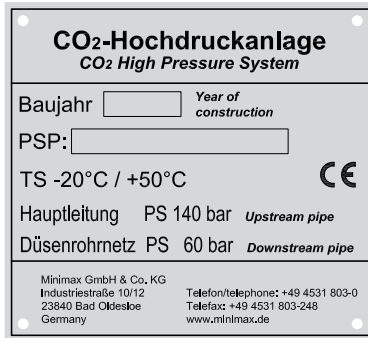 CO2-Hochdruckanlage
CO2 High Pressure System
Baujahr Year of construction
PSP:
TS -20°C / +50°C CE
Hauptleitung PS 140 bar Upstream pipe
Düsenrohrnetz PS 60 bar Downstream pipe
Minimax GmbH & Co. KG
Industriestraße 10/12 Telefon/telephone: +49 4531 803-0
23840 Bad Oldesloe Telefax: +49 4531 803-248
Germany www.minimax.de